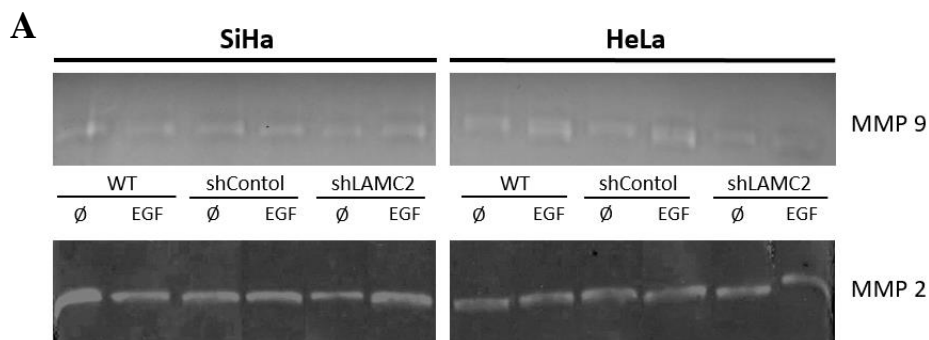 A
SiHa HeLa
MMP 9
WT shContol shLAMC2 WT shContol shLAMC2
Ø EGF Ø EGF Ø EGF Ø EGF Ø EGF Ø EGF
MMP 2